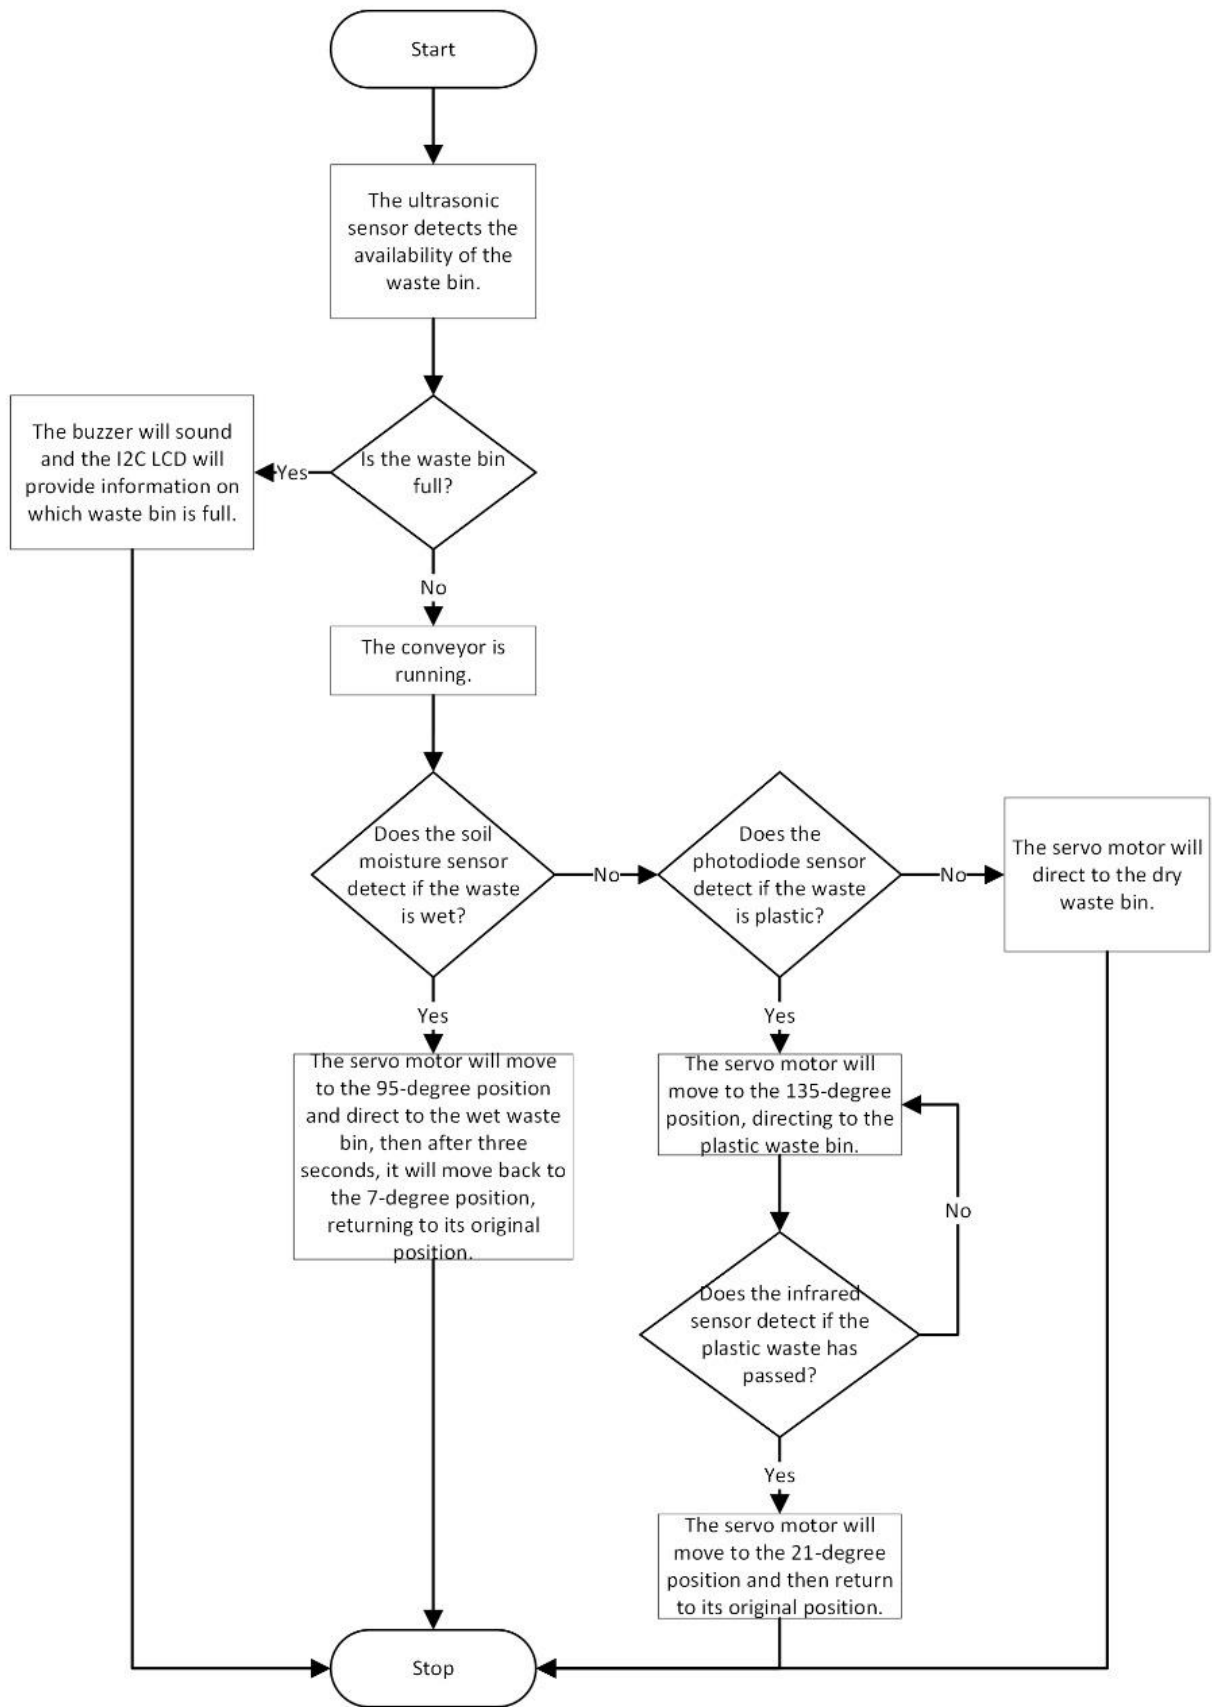 Start
The ultrasonic
sensor detects the
availability of the
waste bin.
The buzzer will sound
and the I2C LCD will
provide information on
which waste bin is full.
Yes
Is the waste bin
full?
No
The conveyor is
running.
Does the soil
moisture sensor
detect if the waste
is wet?
No
Does the
photodiode sensor
detect if the waste
is plastic?
No
The servo motor will
direct to the dry
waste bin.
Yes
Yes
The servo motor will move
to the 95-degree position
and direct to the wet waste
bin, then after three
seconds, it will move back to
the 7-degree position,
returning to its original
position.
The servo motor will
move to the 135-degree
position, directing to the
plastic waste bin.
No
Does the infrared
sensor detect if the
plastic waste has
passed?
Yes
The servo motor will
move to the 21-degree
position and then return
to its original position.
Stop